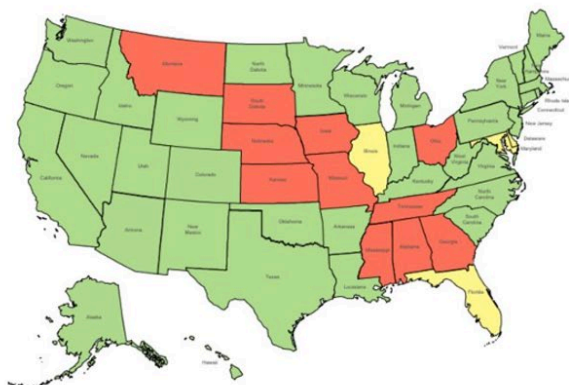 Washington
Montana
North
Dakota
Minnesota
Maine
Vermont
Oregon
Idaho
South
Dakota
Wisconsin
Michigan
New
York
Massachusetts
Rhode Island
Connecticut
Wyoming
Nebraska
Iowa
Pennsylvania
New Jersey
Nevada
Utah
Colorado
Illinois
Indiana
Ohio
Delaware
Maryland
West
Virginia
Virginia
California
Kansas
Missouri
Kentucky
North
Carolina
Tennessee
Arizona
New
Mexico
Oklahoma
Arkansas
South
Carolina
Mississippi
Alabama
Georgia
Texas
Louisiana
Florida
Alaska
Hawaii